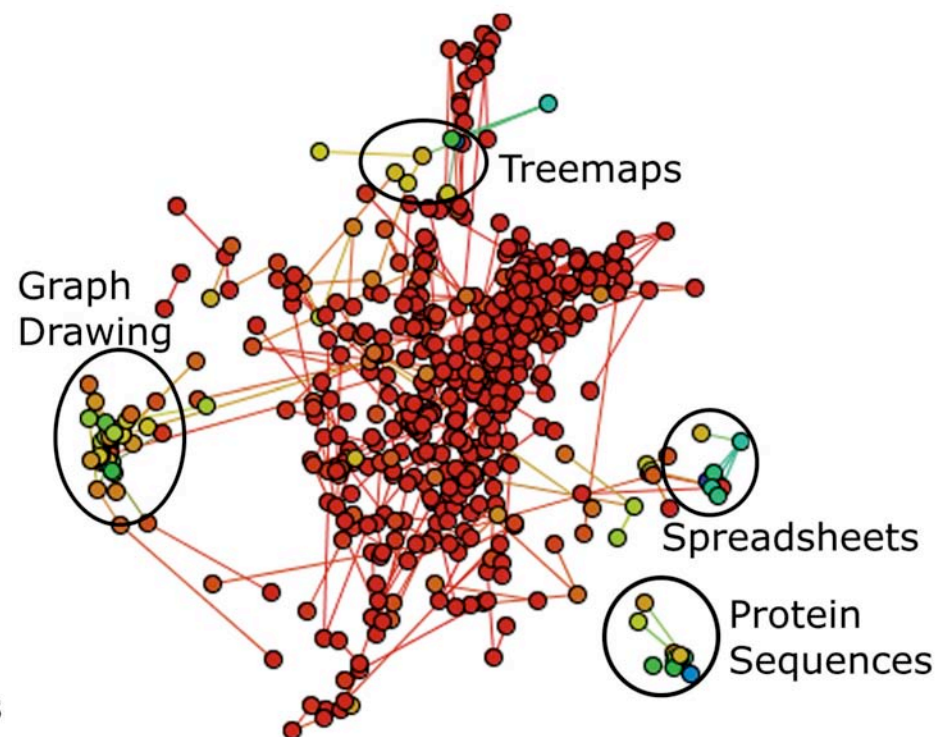 Treemaps
Graph
Drawing
Spreadsheets
Protein
Sequences